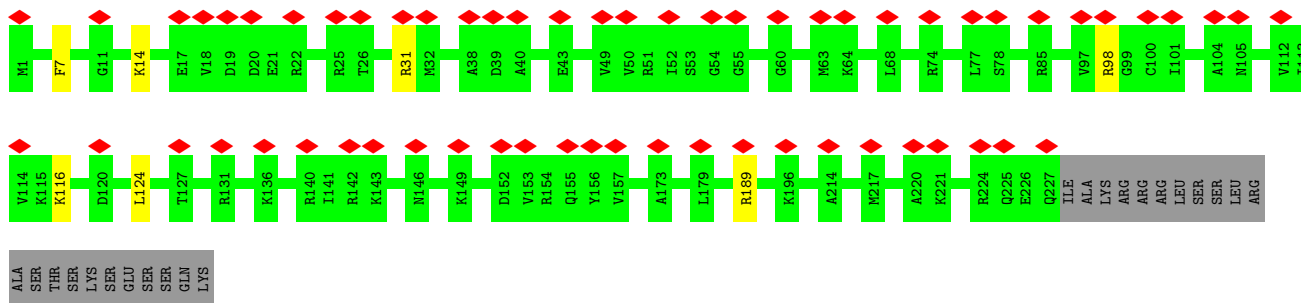 M1 F7 G11 K14 E17 V18 D19 D20 E21 R22 R25 T26 R31 M32 A38 D39 A40 E43 V49 V50 R51 I52 S53 G54 G55 G60 M63 K64 L68 R74 L77 S78 R85 V97 R98 G99 C100 I101 A104 N105 V112
V114 K115 K116 D120 L124 T127 R131 K136 R140 I141 R142 K143 N146 K149 D152 V153 R154 Q155 Y156 V157 A173 L179 R189 K196 A214 M217 A220 K221 R224 Q225 E226 Q227 ILE ALA LYS ARG ARG ARG LEU SER SER LEU ARG
ALA SER THR SER LYS SER GLU SER SER GLN LYS